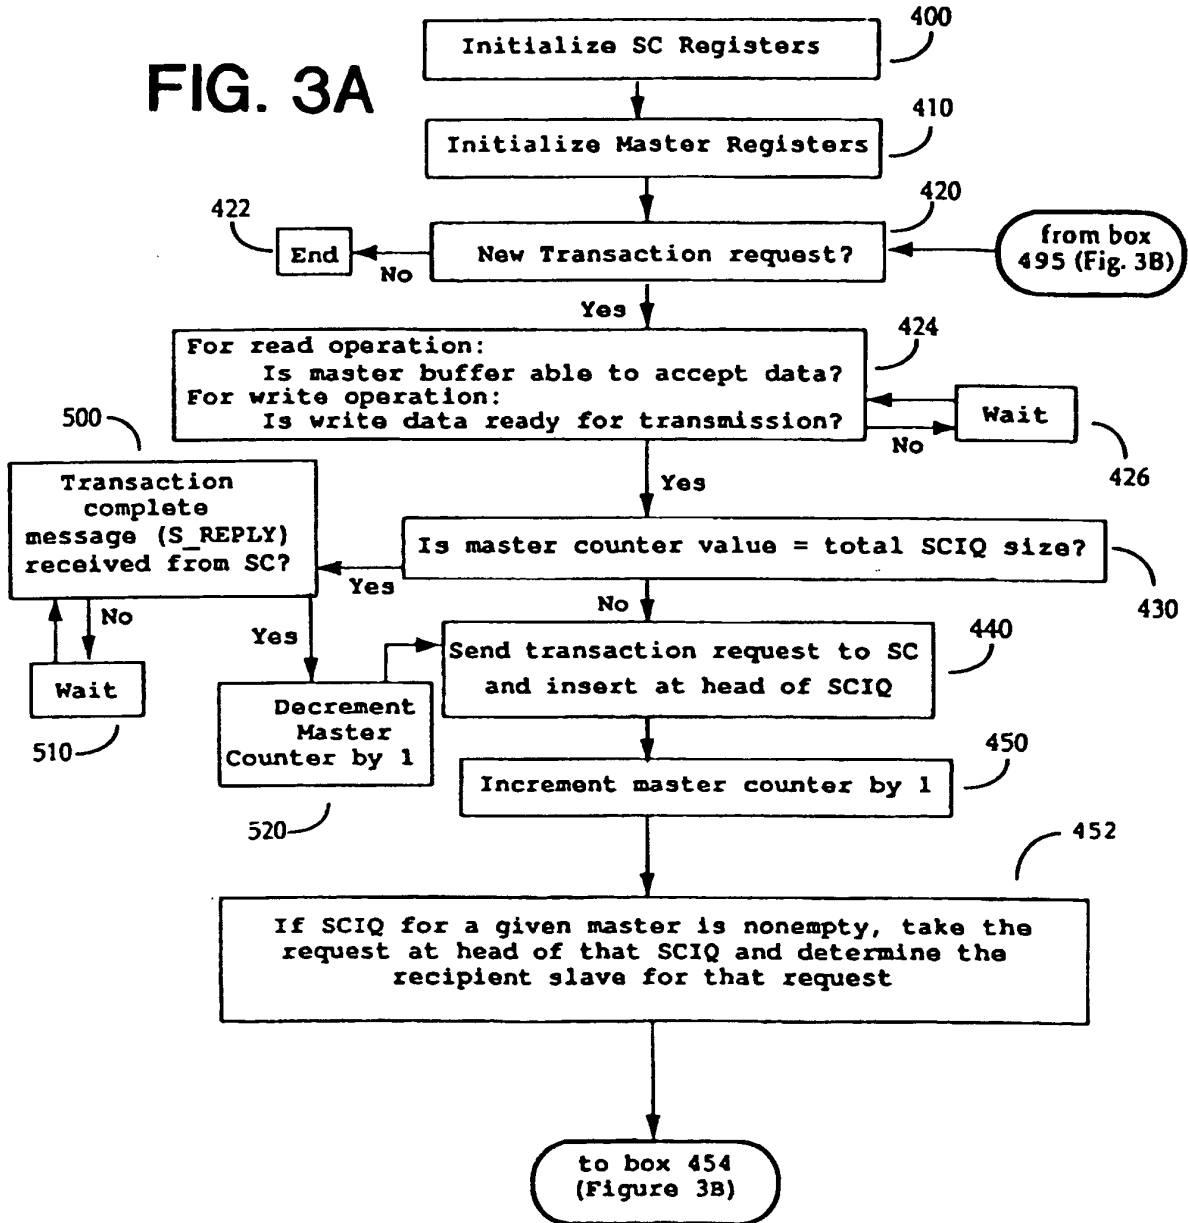 FIG. 3A
Initialize SC Registers
400
Initialize Master Registers
410
420
422
End
No
New Transaction request?
from box
495 (Fig. 3B)
Yes
For read operation:
Is master buffer able to accept data?
For write operation:
Is write data ready for transmission?
424
Wait
No
426
500
Transaction
complete
message (S_REPLY)
received from SC?
Yes
Is master counter value = total SCIQ size?
430
Yes
No
No
Wait
510
Yes
Decrement
Master
Counter by 1
520
Send transaction request to SC
and insert at head of SCIQ
440
Increment master counter by 1
450
452
If SCIQ for a given master is nonempty, take the
request at head of that SCIQ and determine the
recipient slave for that request
to box 454
(Figure 3B)